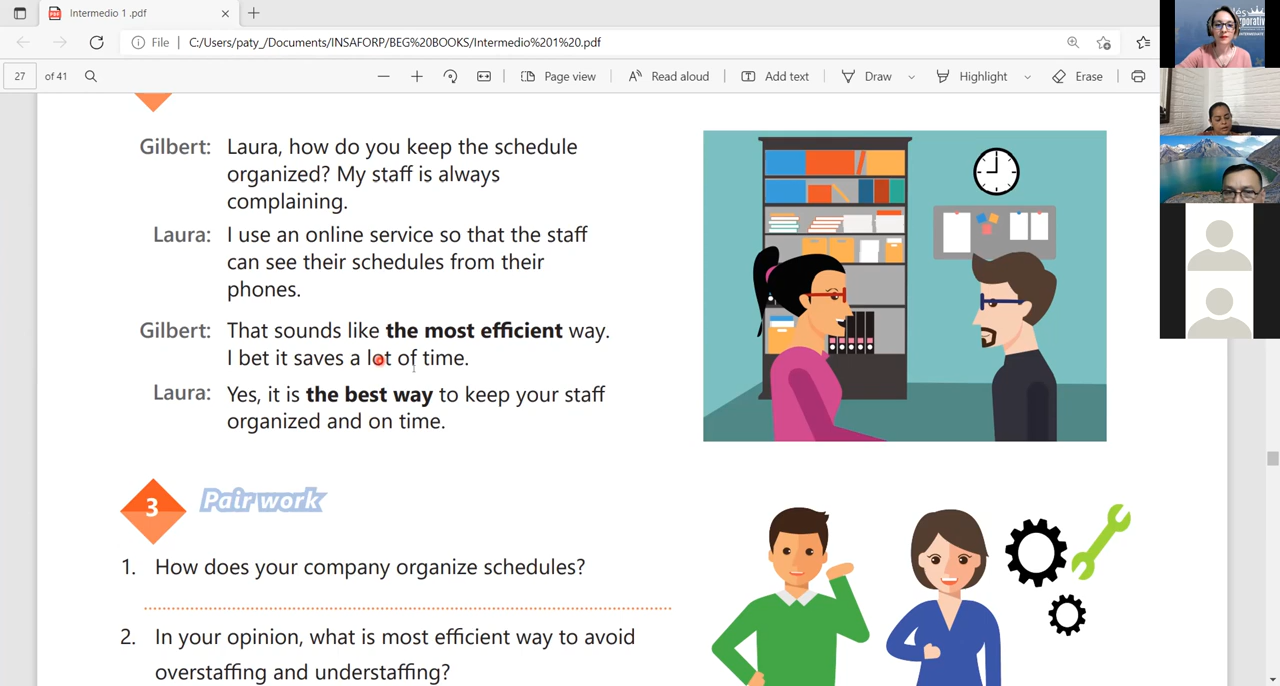 Intermedio 1 .pdf
File
C:/Users/paty_/Documents/INSAFORP/BEG%20BOOKS/Intermedio%201%20.pdf
27 of 41
Page view
Read aloud
Add text
Draw
Highlight
Erase
Gilbert: Laura, how do you keep the schedule
organized? My staff is always
complaining.
Laura: I use an online service so that the staff
can see their schedules from their
phones.
Gilbert: That sounds like the most efficient way.
I bet it saves a lot of time.
Laura: Yes, it is the best way to keep your staff
organized and on time.
3 Pair work
1. How does your company organize schedules?
2. In your opinion, what is most efficient way to avoid
overstaffing and understaffing?